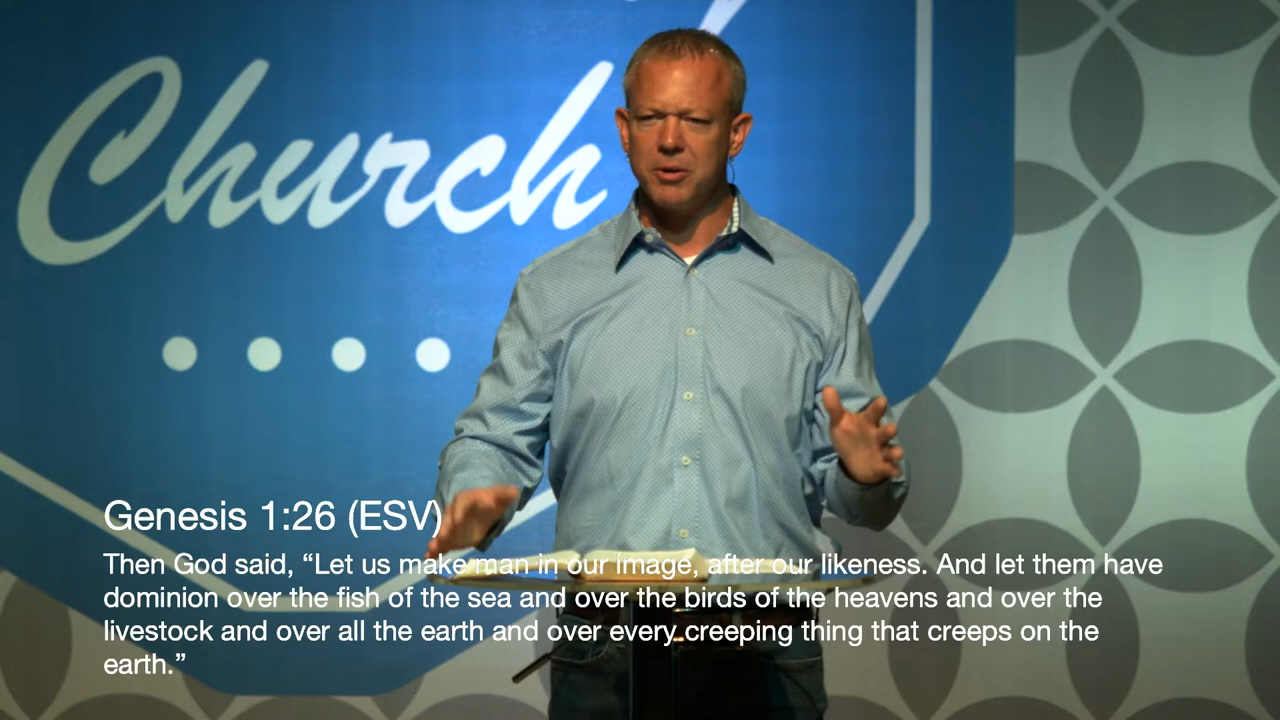 Church
Genesis 1:26 (ESV)
Then God said, “Let us make man in our image, after our likeness. And let them have
dominion over the fish of the sea and over the birds of the heavens and over the
livestock and over all the earth and over every creeping thing that creeps on the
earth.”